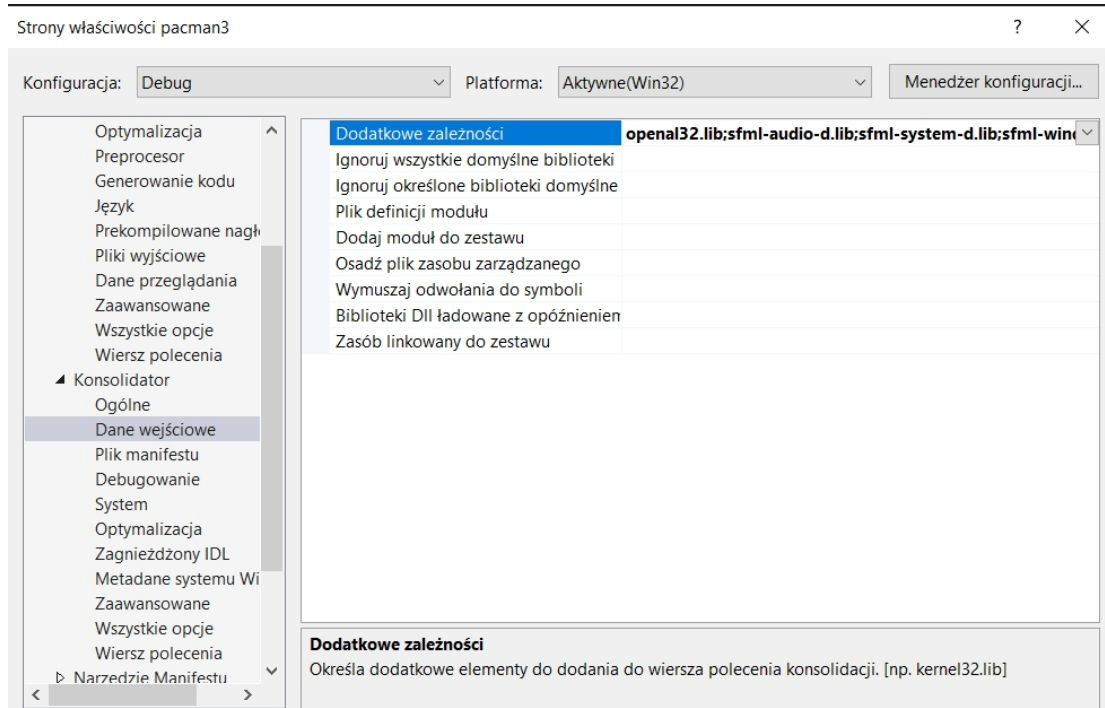 Strony właściwości pacman3
? ×
Konfiguracja: Debug Platforma: Aktywne(Win32) Menedżer konfiguracji...
Optymalizacja
Preprocesor
Generowanie kodu
Język
Prekompilowane nagł
Pliki wyjściowe
Dane przeglądania
Zaawansowane
Wszystkie opcje
Wiersz polecenia
Konsolidator
Ogólne
Dane wejściowe
Plik manifestu
Debugowanie
System
Optymalizacja
Zagnieżdżony IDL
Metadane systemu Wi
Zaawansowane
Wszystkie opcje
Wiersz polecenia
Narzędzie Manifestu
Dodatkowe zależności openal32.lib;sfml-audio-d.lib;sfml-system-d.lib;sfml-wind
Ignoruj wszystkie domyślne biblioteki
Ignoruj określone biblioteki domyślne
Plik definicji modułu
Dodaj moduł do zestawu
Osadź plik zasobu zarządzanego
Wymuszaj odwołania do symboli
Biblioteki Dll ładowane z opóźnieniem
Zasób linkowany do zestawu
Dodatkowe zależności
Określa dodatkowe elementy do dodania do wiersza polecenia konsolidacji. [np. kernel32.lib]